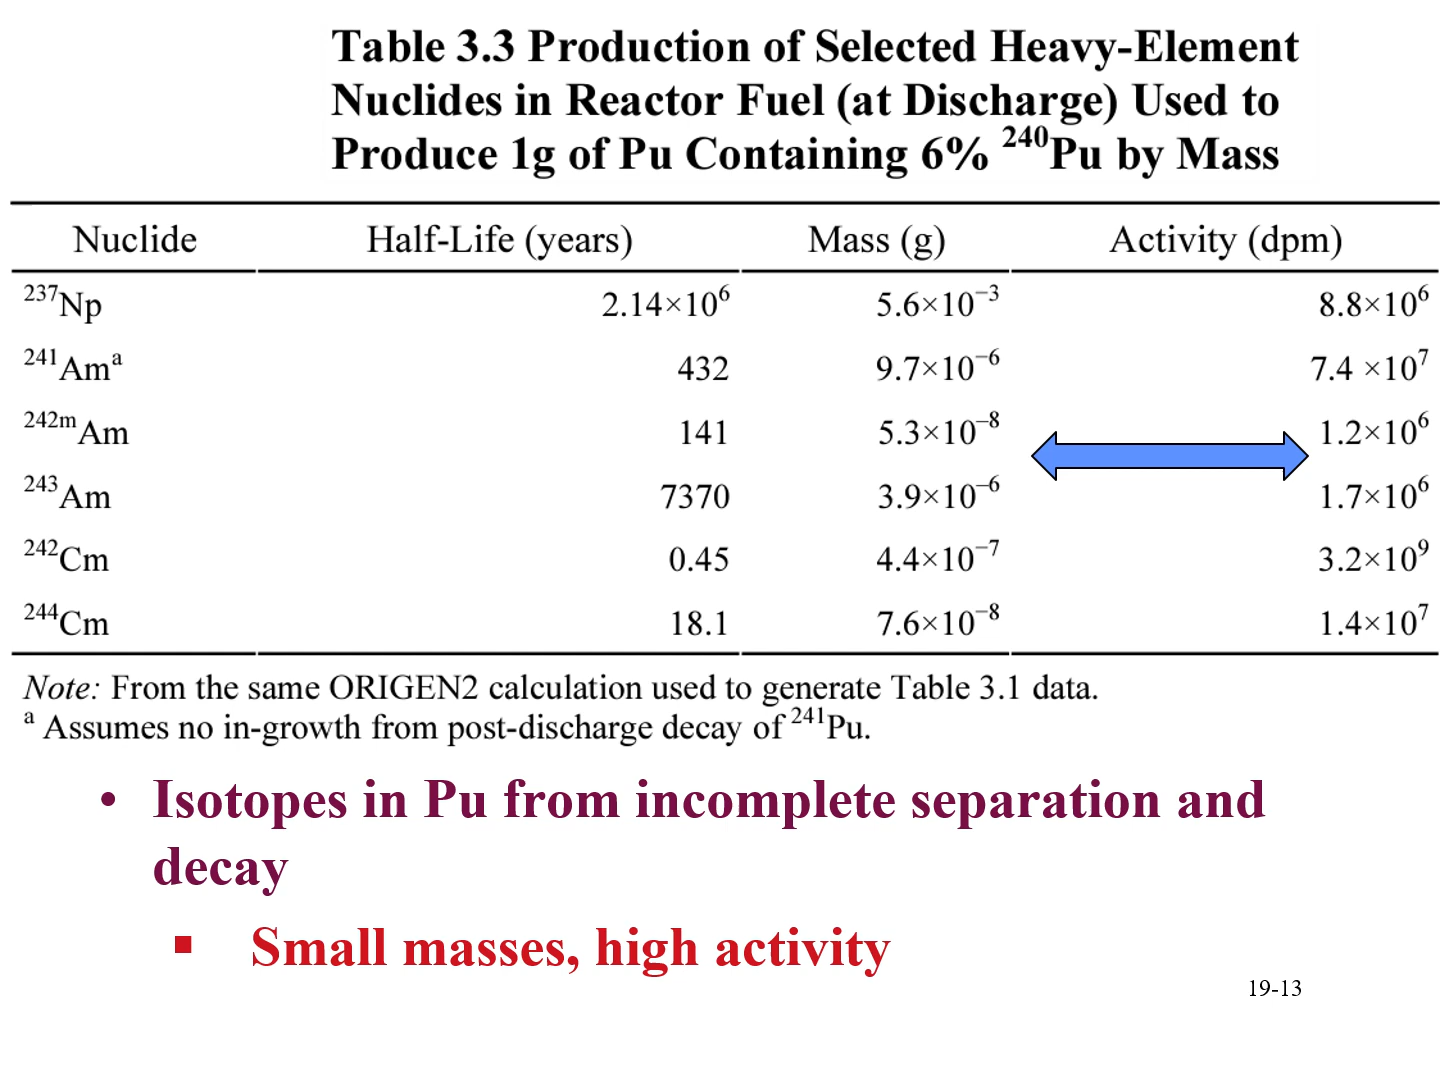 Table 3.3 Production of Selected Heavy-Element
Nuclides in Reactor Fuel (at Discharge) Used to
Produce 1g of Pu Containing 6% ²⁴⁰Pu by Mass
Nuclide Half-Life (years) Mass (g) Activity (dpm)
²³⁷Np 2.14×10⁶ 5.6×10⁻³ 8.8×10⁶
²⁴¹Amᵃ 432 9.7×10⁻⁶ 7.4 ×10⁷
²⁴²ᵐAm 141 5.3×10⁻⁸ 1.2×10⁶
²⁴³Am 7370 3.9×10⁻⁶ 1.7×10⁶
²⁴²Cm 0.45 4.4×10⁻⁷ 3.2×10⁹
²⁴⁴Cm 18.1 7.6×10⁻⁸ 1.4×10⁷
Note: From the same ORIGEN2 calculation used to generate Table 3.1 data.
ᵃ Assumes no in-growth from post-discharge decay of ²⁴¹Pu.
• Isotopes in Pu from incomplete separation and
decay
▪ Small masses, high activity
19-13